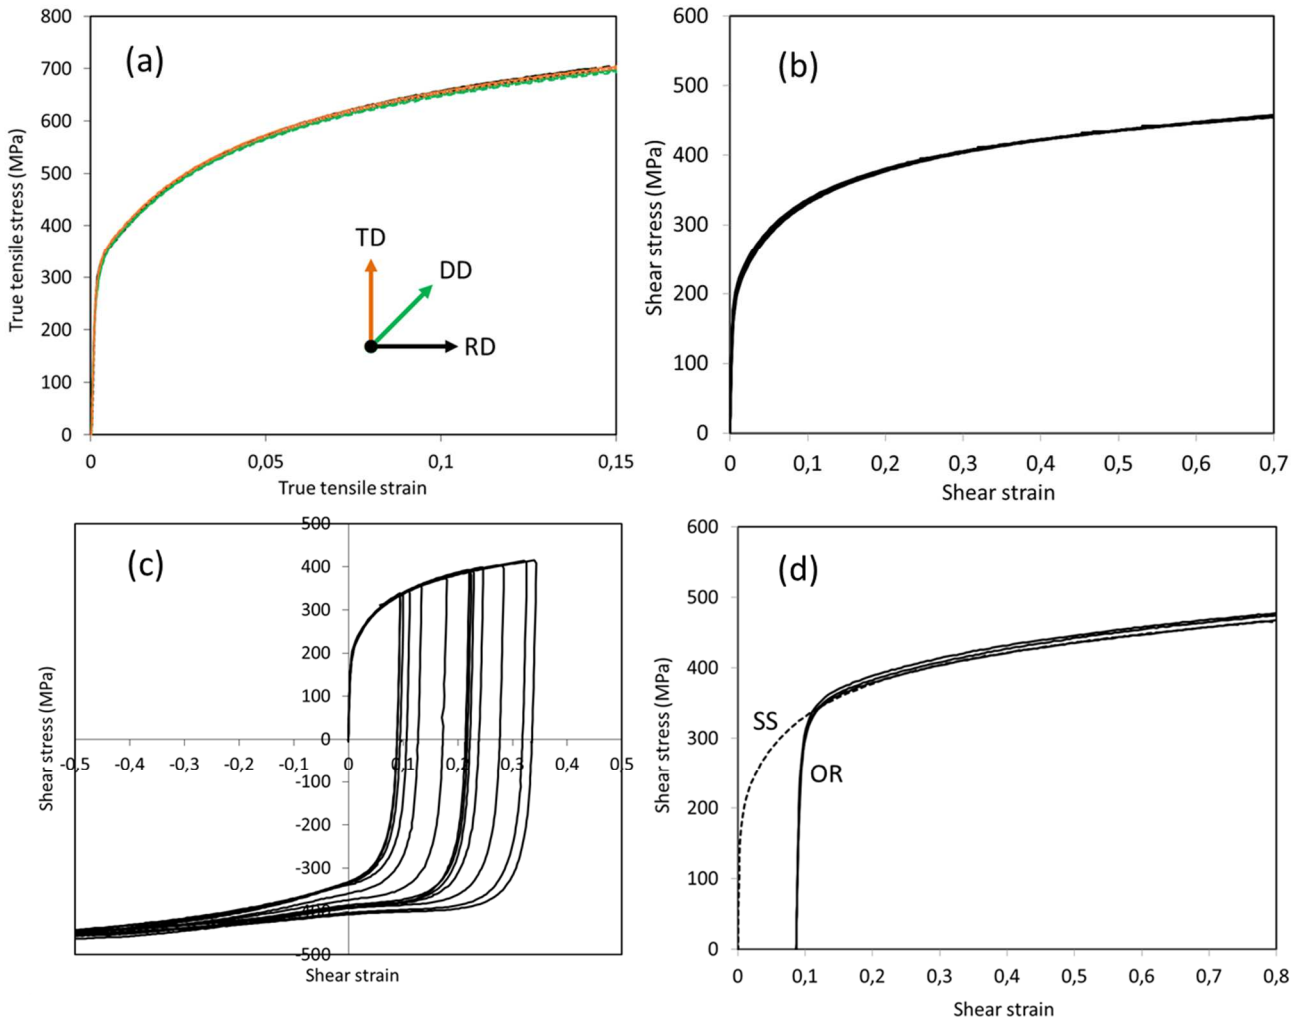 (a)
800
700
600
500
400
300
200
100
0
True tensile stress (MPa)
TD
DD
RD
0 0,05 0,1 0,15
True tensile strain
(b)
600
500
400
300
200
100
0
Shear stress (MPa)
0 0,1 0,2 0,3 0,4 0,5 0,6 0,7
Shear strain
(c)
500
400
300
200
100
0
-0,5 -0,4 -0,3 -0,2 -0,1 0 0,1 0,2 0,3 0,4 0,5
-100
-200
-300
-400
-500
Shear stress (MPa)
Shear strain
(d)
600
500
400
300
200
100
0
Shear stress (MPa)
SS
OR
0 0,1 0,2 0,3 0,4 0,5 0,6 0,7 0,8
Shear strain